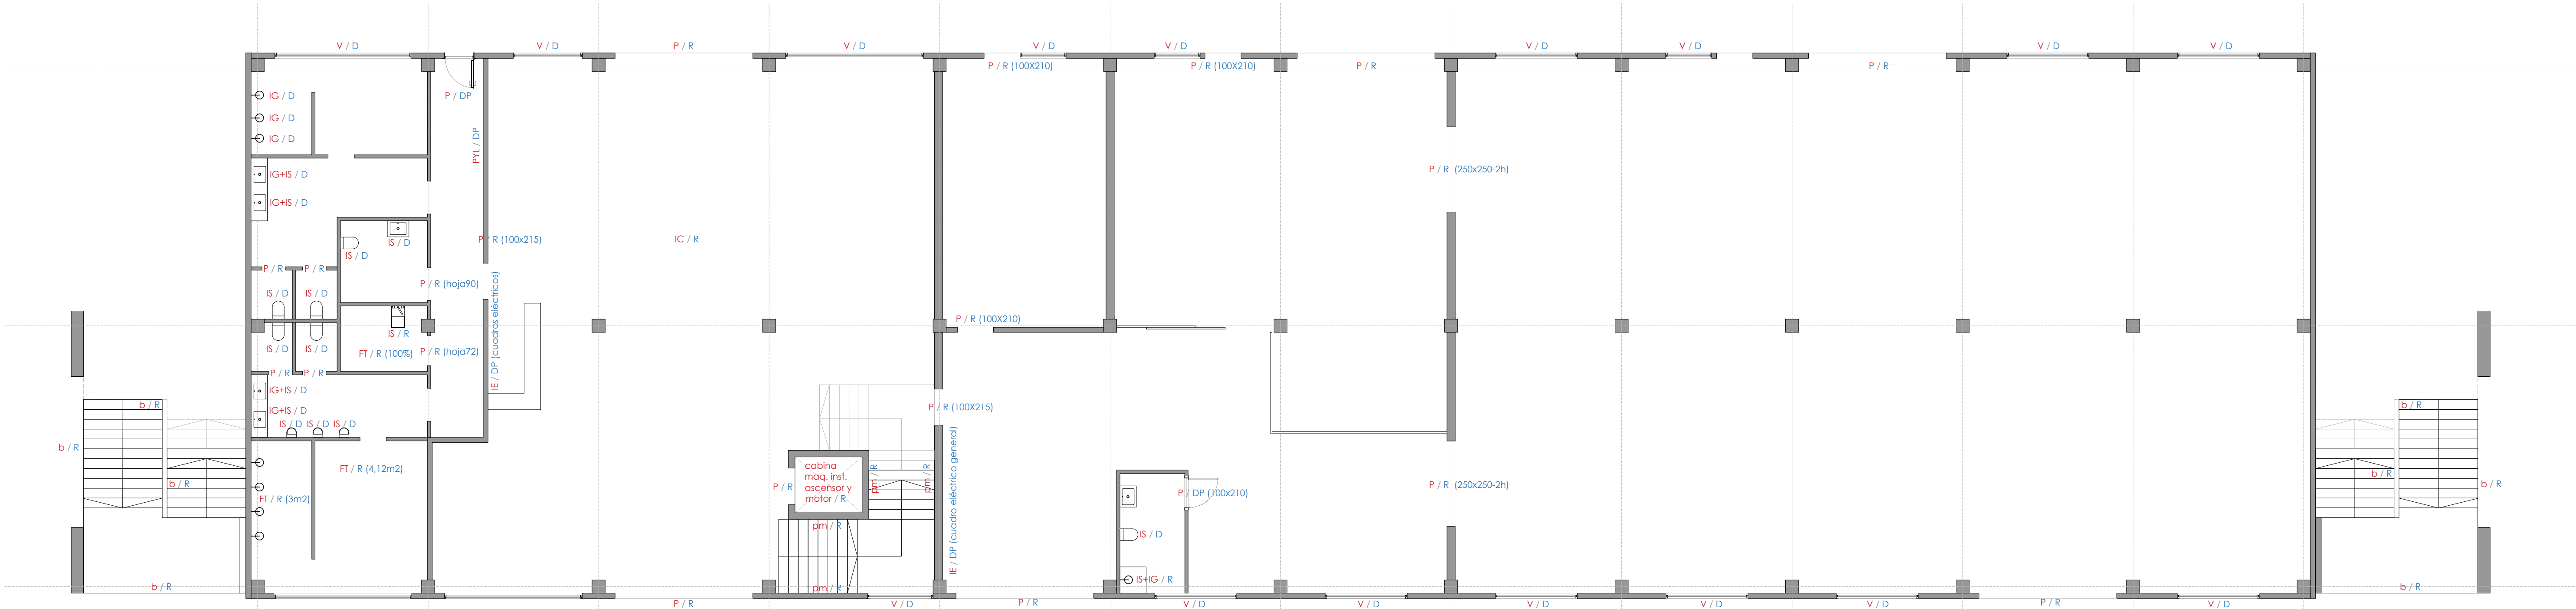 V / D
V / D
P / R
V / D
V / D
V / D
V / D
V / D
V / D
V / D
P / R (100X210)
P / R (100X210)
P / R
P / R
IG / D
P / DP
IG / D
IG / D
PYL / DP
IG+IS / D
P / R (250x250-2h)
IG+IS / D
IS / D
P / R (100x215)
IC / R
IS / D
P / R
P / R
P / R (hoja90)
IE / DP (cuadros eléctricos)
IS / D
IS / D
P / R (100X210)
IS / R
IS / D
IS / D
FT / R (100%)
P / R (hoja72)
P / R
P / R
IG+IS / D
b / R
IG+IS / D
P / R (100X215)
b / R
IS / D
IS / D
IS / D
b / R
FT / R (4,12m2)
cabina
maq. inst.
ascensor y
motor / R
P / R
pm / R
pm / R
IE / DP (cuadro eléctrico general)
b / R
FT / R (3m2)
P / DP (100x210)
P / R (250x250-2h)
b / R
b / R
pm / R
IS / D
IS+IG / R
b / R
pm / R
b / R
P / R
V / D
P / R
V / D
V / D
V / D
V / D
V / D
P / R
V / D